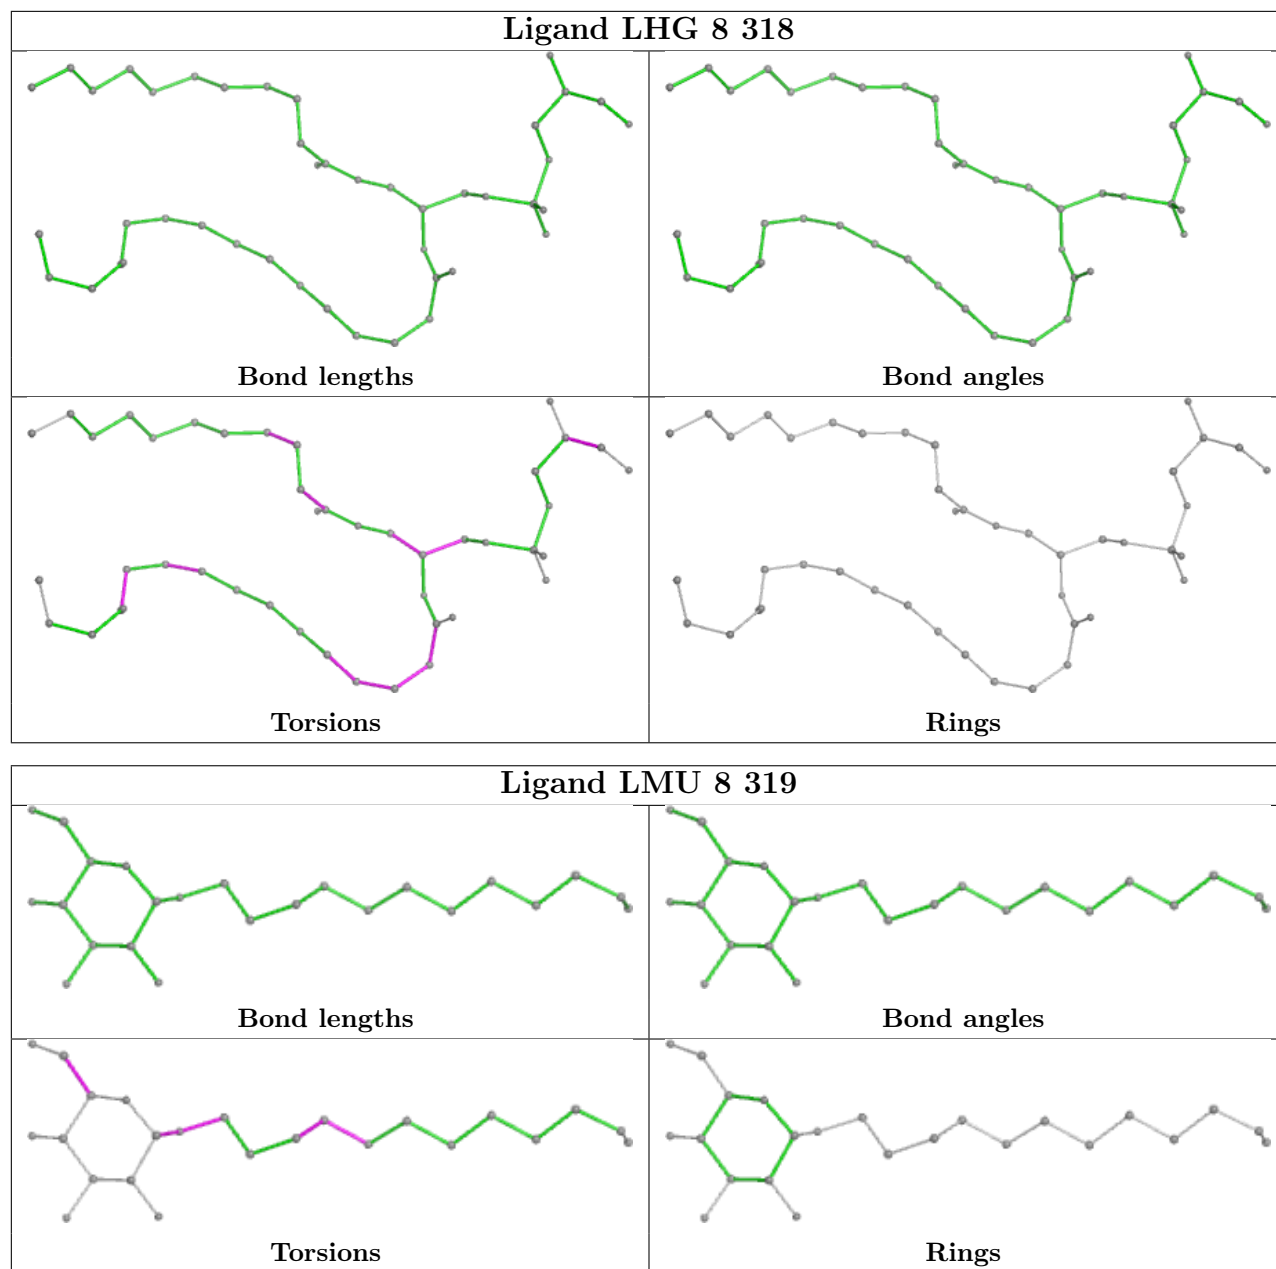 Ligand LHG 8 318
Bond lengths
Bond angles
Torsions
Rings
Ligand LMU 8 319
Bond lengths
Bond angles
Torsions
Rings